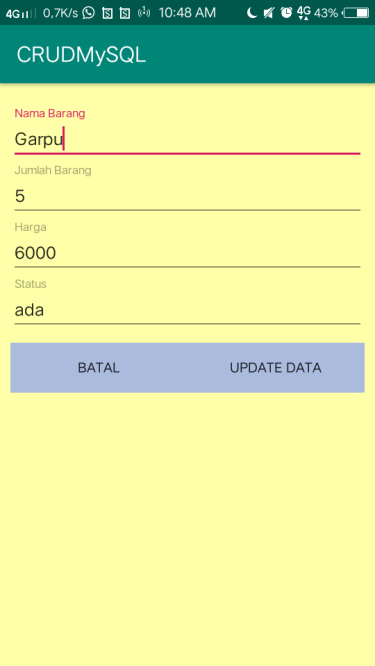 4G 0,7K/s 10:48 AM 4G 43%
CRUDMySQL
Nama Barang
Garpu
Jumlah Barang
5
Harga
6000
Status
ada
BATAL UPDATE DATA